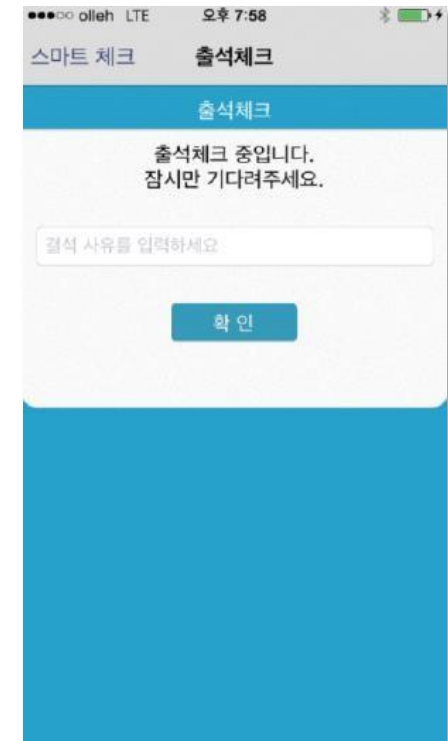 olleh LTE 오후 7:58
스마트 체크 출석체크
출석체크
출석체크 중입니다.
잠시만 기다려주세요.
결석 사유를 입력하세요
확 인